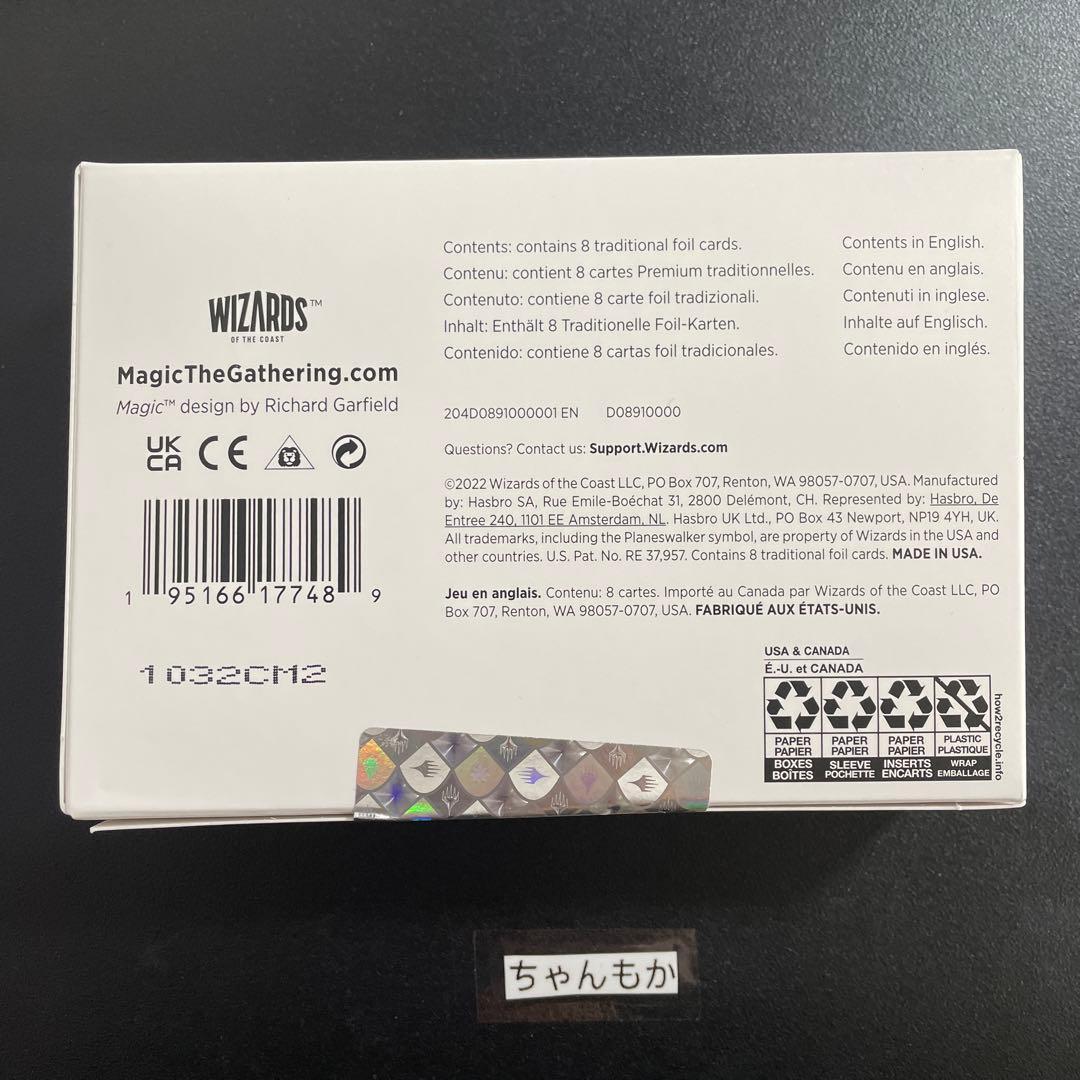 WIZARDS™
OF THE COAST
MagicTheGathering.com
Magic™ design by Richard Garfield
UK
CA CE
1 95166 17748 9
1032CM2
Contents: contains 8 traditional foil cards.
Contenu: contient 8 cartes Premium traditionnelles.
Contenuto: contiene 8 carte foil tradizionali.
Inhalt: Enthält 8 Traditionelle Foil-Karten.
Contenido: contiene 8 cartas foil tradicionales.
Contents in English.
Contenu en anglais.
Contenuti in inglese.
Inhalte auf Englisch.
Contenido en inglés.
204D0891000001 EN D08910000
Questions? Contact us: Support.Wizards.com
©2022 Wizards of the Coast LLC, PO Box 707, Renton, WA 98057-0707, USA. Manufactured
by: Hasbro SA, Rue Emile-Boéchat 31, 2800 Delémont, CH. Represented by: Hasbro, De
Entree 240, 1101 EE Amsterdam, NL. Hasbro UK Ltd., PO Box 43 Newport, NP19 4YH, UK.
All trademarks, including the Planeswalker symbol, are property of Wizards in the USA and
other countries. U.S. Pat. No. RE 37,957. Contains 8 traditional foil cards. MADE IN USA.
Jeu en anglais. Contenu: 8 cartes. Importé au Canada par Wizards of the Coast LLC, PO
Box 707, Renton, WA 98057-0707, USA. FABRIQUÉ AUX ÉTATS-UNIS.
USA & CANADA
É.-U. et CANADA
PAPER PAPER PAPER PLASTIC
PAPIER PAPIER PAPIER PLASTIQUE
BOXES SLEEVE INSERTS WRAP
BOÎTES POCHETTE ENCARTS EMBALLAGE
how2recycle.info
ちゃんもか